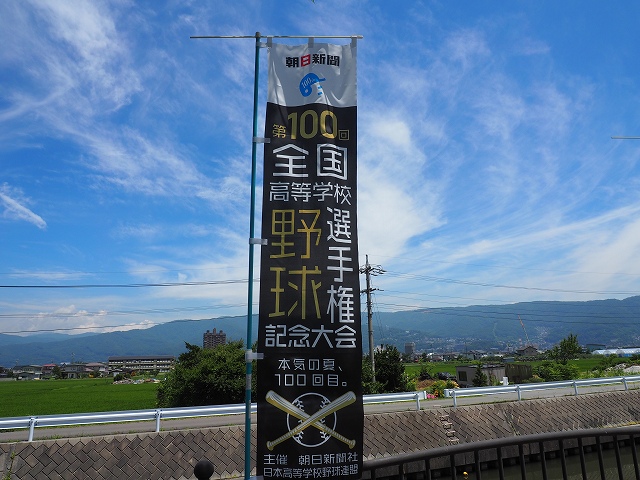 朝日新聞
100
第100回
全国
高等学校
野球
選手権
記念大会
本気の夏、
100回目。
主催 朝日新聞社
日本高等学校野球連盟